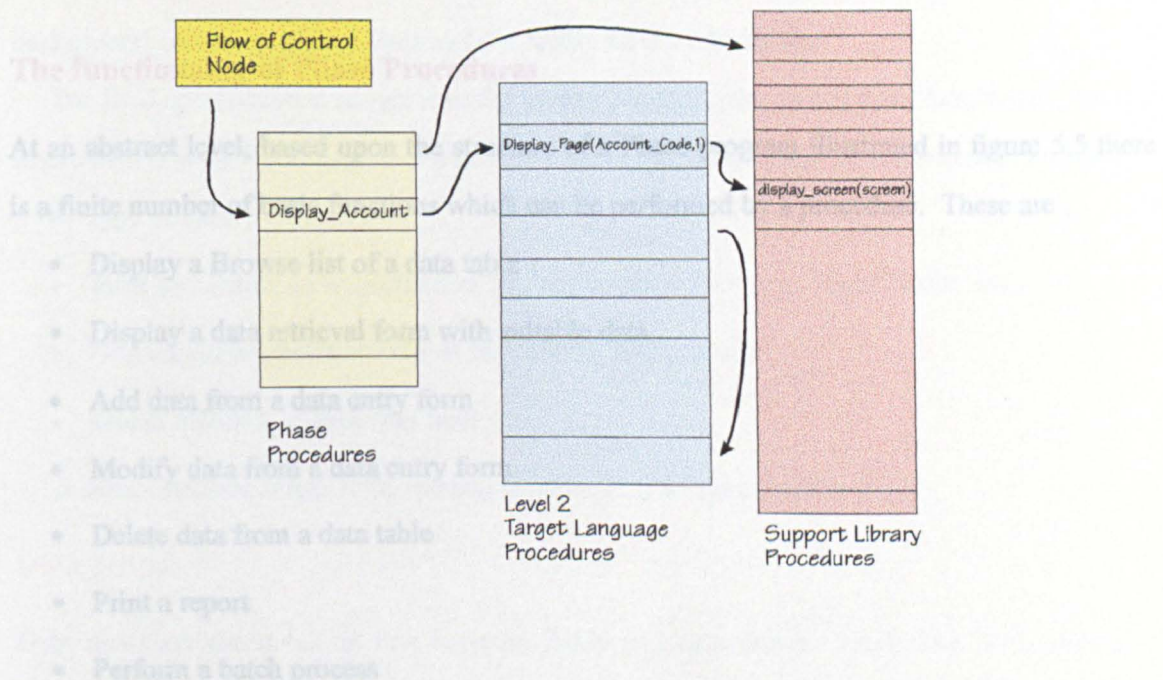 Flow of Control
Node
The function Phase Procedures
At an abstract level, based upon the program illustrated in figure 5.5 there
is a finite number of functions which can be performed by a procedure. These are
Display_Page(Account_Code,1)
display_screen(screen)
Display_Account
• Display a Browse list of a data table
• Display a data retrieval form with editable data
• Add data from a data entry form
Phase
Procedures
• Modify data from a data entry form
Level 2
Target Language
Procedures
Support Library
Procedures
• Delete data from a data table
• Print a report
• Perform a batch process